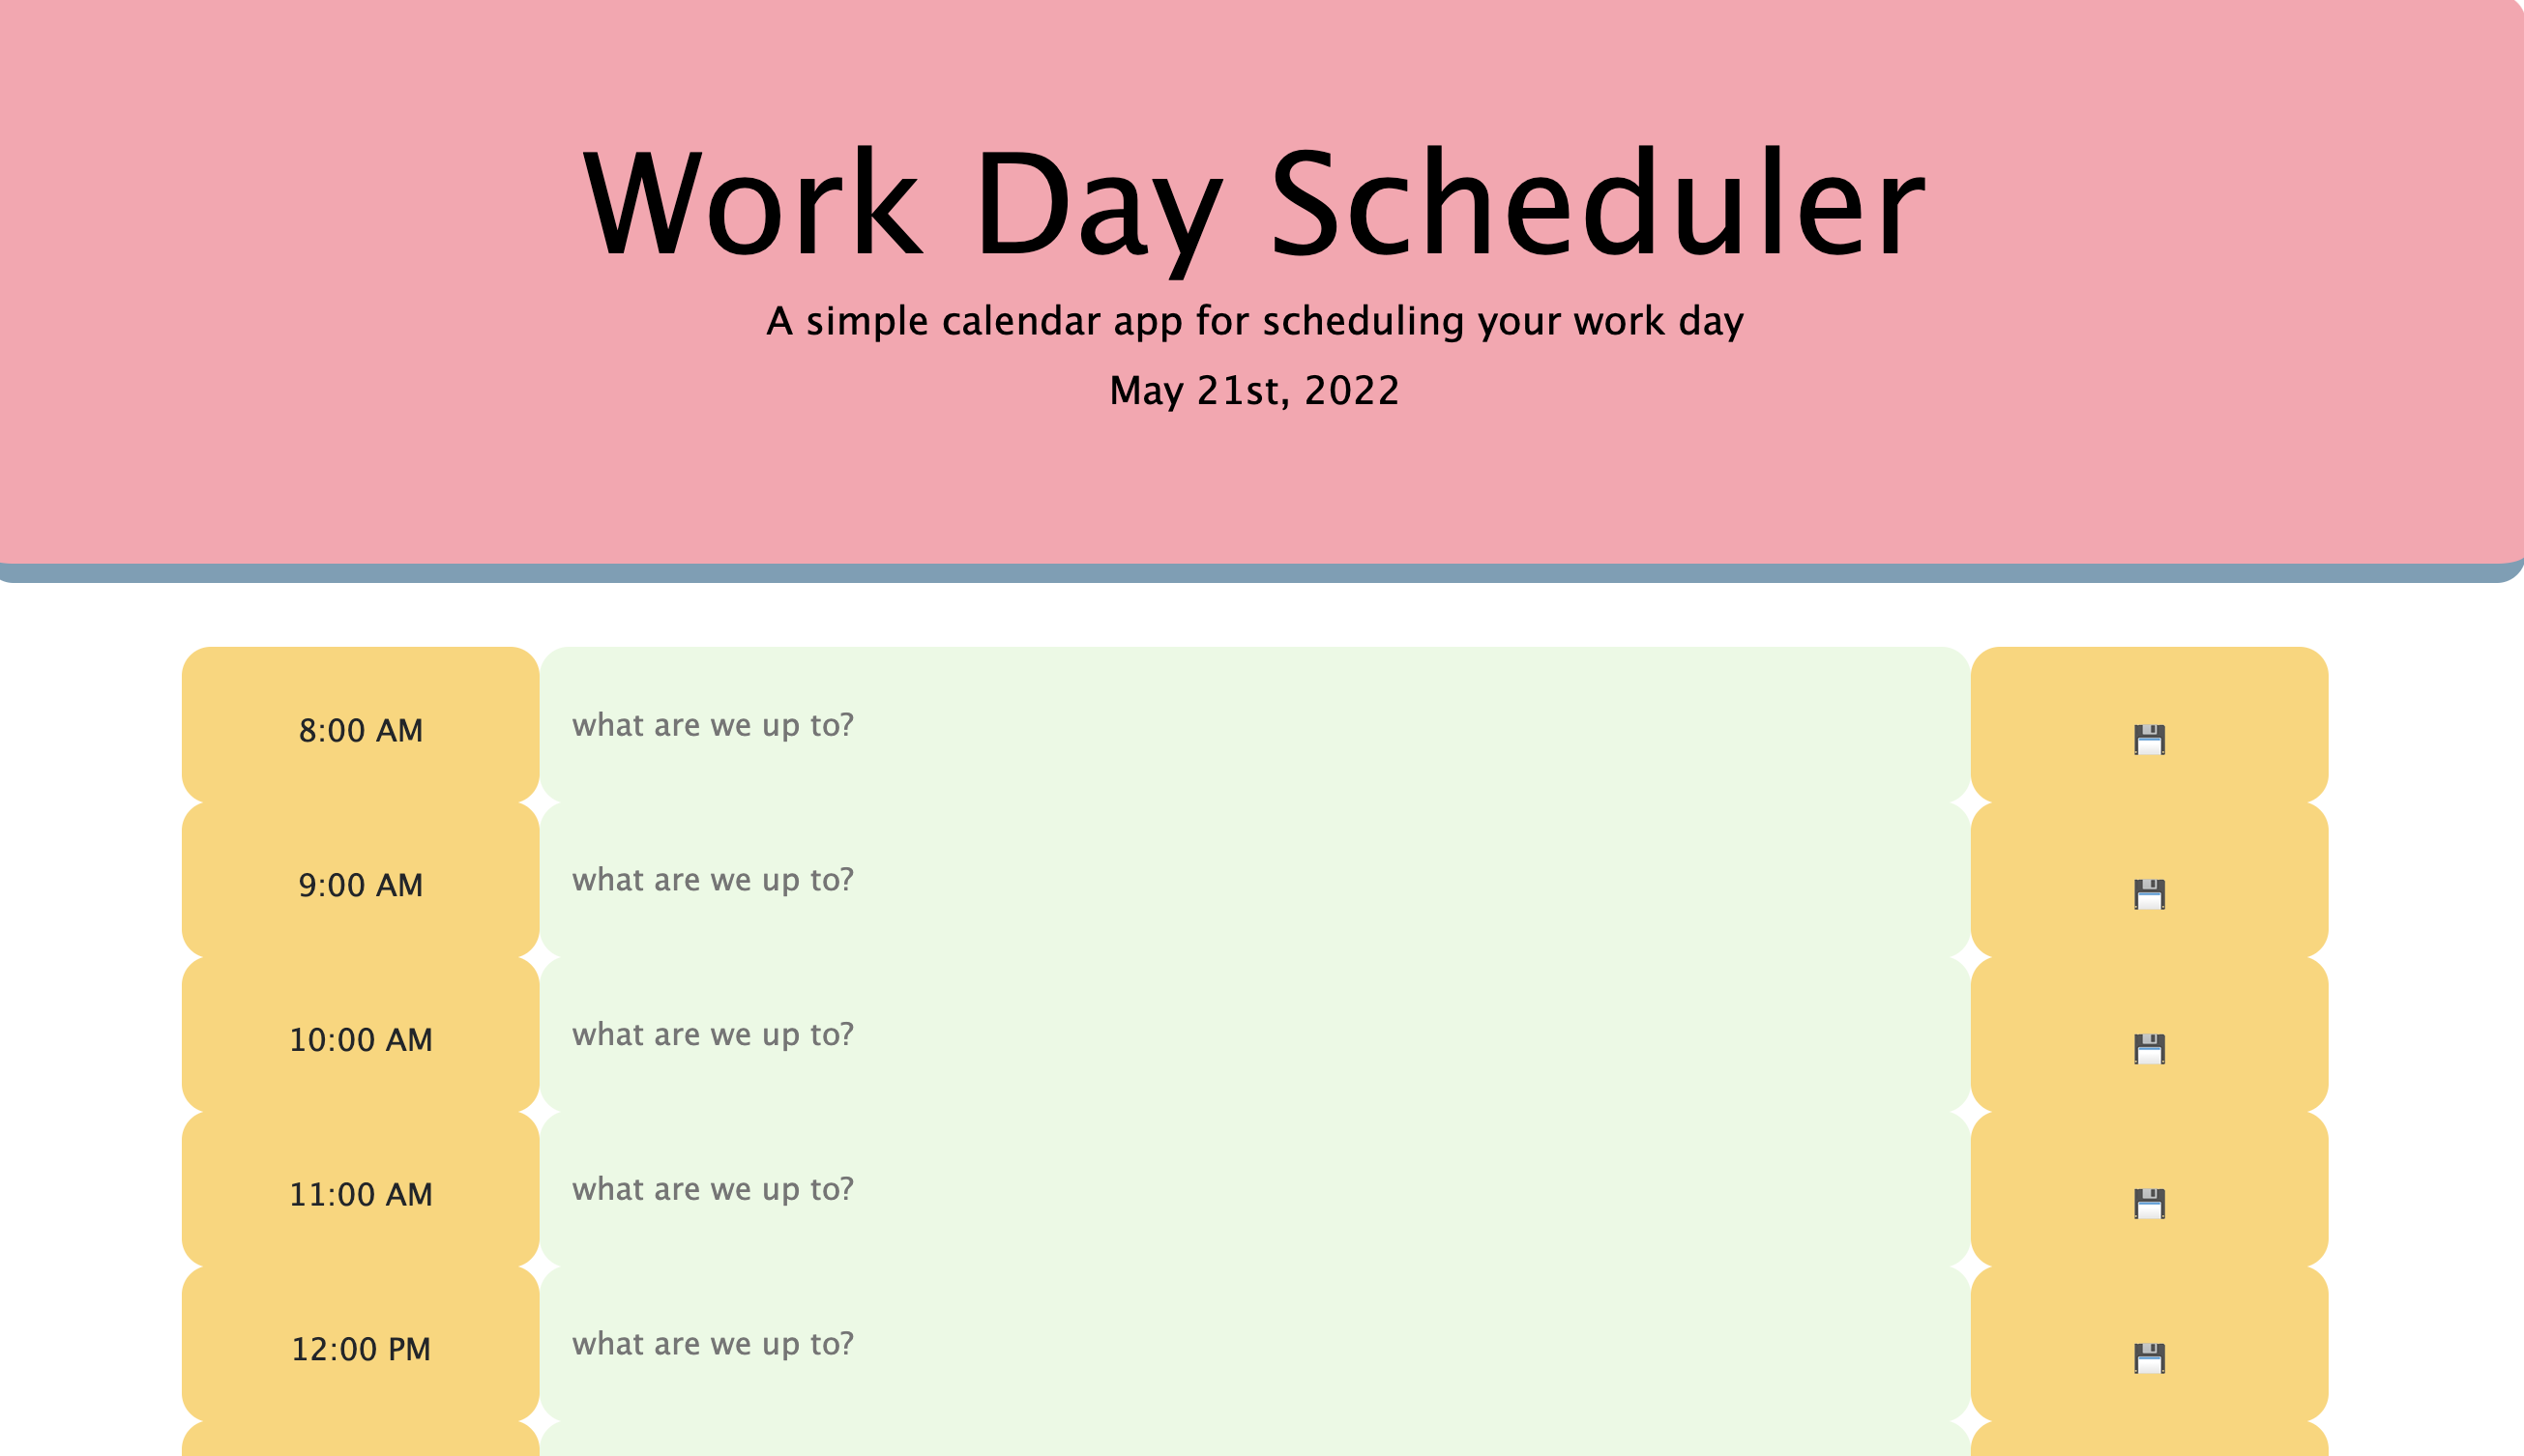 Work Day Scheduler
A simple calendar app for scheduling your work day
May 21st, 2022
8:00 AM what are we up to?
9:00 AM what are we up to?
10:00 AM what are we up to?
11:00 AM what are we up to?
12:00 PM what are we up to?